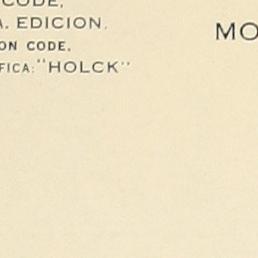 CODE,
A. EDICION.
ON CODE,
FICA: "HOLCK"
MO